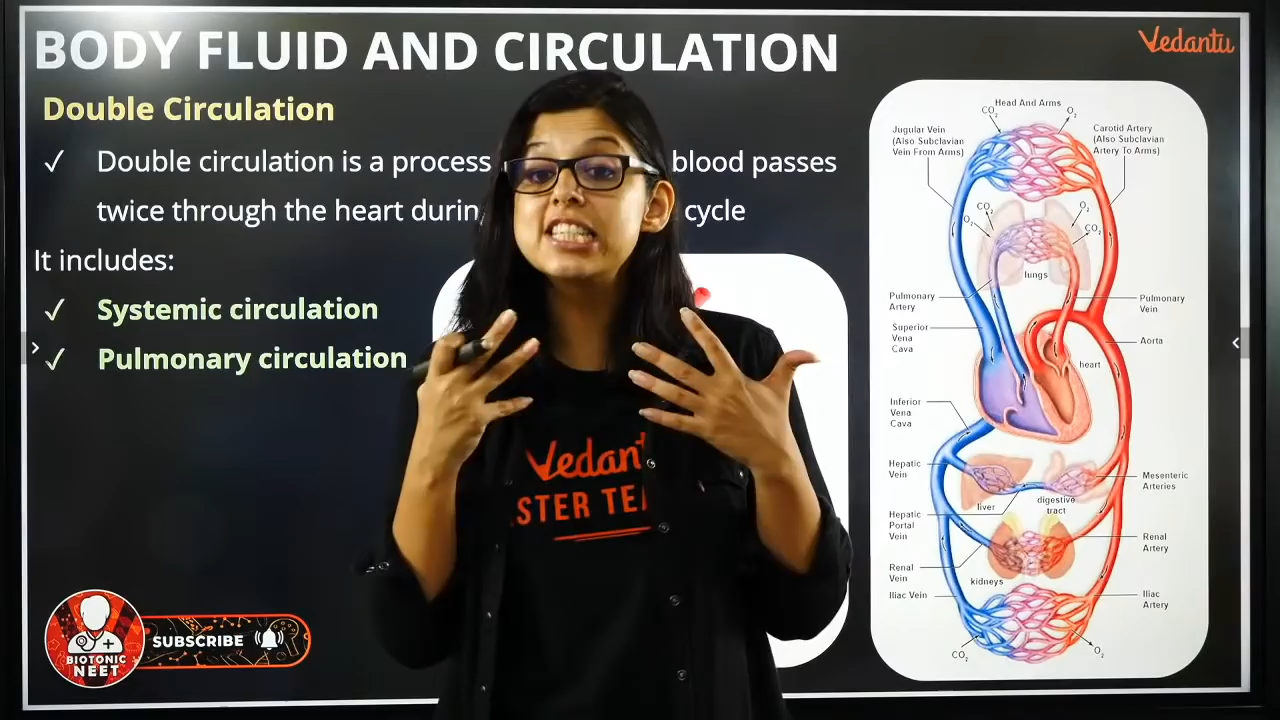 BODY FLUID AND CIRCULATION
Vedantu
Double Circulation
✓ Double circulation is a process blood passes
twice through the heart cycle
It includes:
✓ Systemic circulation
✓ Pulmonary circulation
Vedant
STER TE
BIOTONIC
NEET
SUBSCRIBE
Head And Arms
CO2
O2
Jugular Vein
(Also Subclavian
Vein From Arms)
Carotid Artery
(Also Subclavian
Artery To Arms)
CO2
O2
CO2
lungs
Pulmonary
Artery
Pulmonary
Vein
Superior
Vena
Cava
Aorta
heart
Inferior
Vena
Cava
Hepatic
Vein
Mesenteric
Arteries
liver
digestive
tract
Hepatic
Portal
Vein
Renal
Artery
Renal
Vein
kidneys
Iliac Vein
Iliac
Artery
CO2
O2